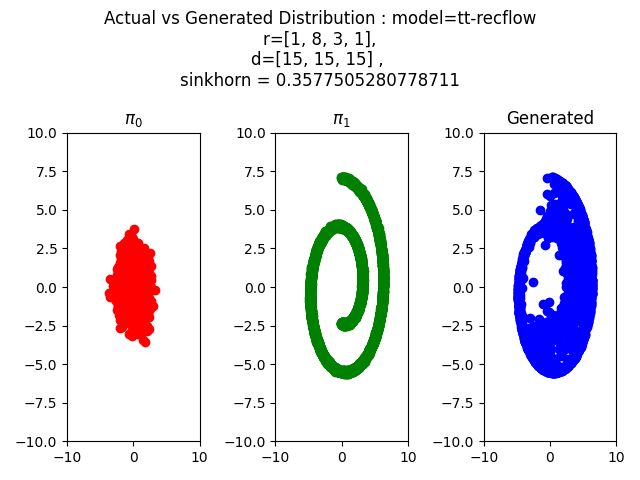 Actual vs Generated Distribution : model=tt-recflow
r=[1, 8, 3, 1],
d=[15, 15, 15] ,
sinkhorn = 0.3577505280778711
π₀ π₁ Generated
10.0 10.0 10.0
7.5 7.5 7.5
5.0 5.0 5.0
2.5 2.5 2.5
0.0 0.0 0.0
−2.5 −2.5 −2.5
−5.0 −5.0 −5.0
−7.5 −7.5 −7.5
−10.0 −10.0 −10.0
−10 0 10 −10 0 10 −10 0 10